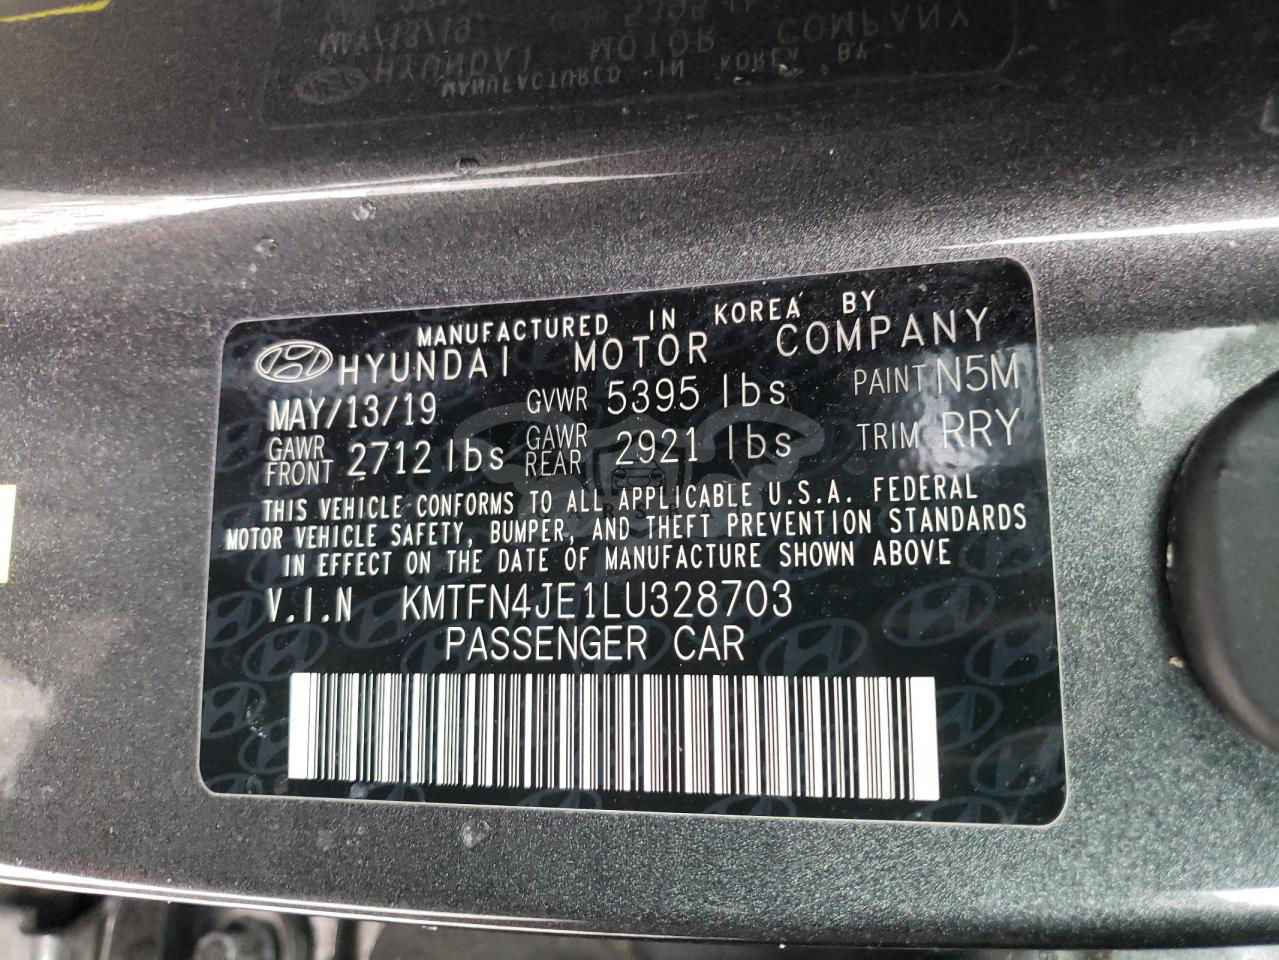 MANUFACTURED IN KOREA BY
HYUNDAI MOTOR COMPANY
MAY/13/19 GVWR 5395 lbs PAINT N5M
GAWR FRONT 2712 lbs GAWR REAR 2921 lbs TRIM RRY
THIS VEHICLE CONFORMS TO ALL APPLICABLE U.S.A. FEDERAL
MOTOR VEHICLE SAFETY, BUMPER, AND THEFT PREVENTION STANDARDS
IN EFFECT ON THE DATE OF MANUFACTURE SHOWN ABOVE
V.I.N KMTFN4JE1LU328703
PASSENGER CAR